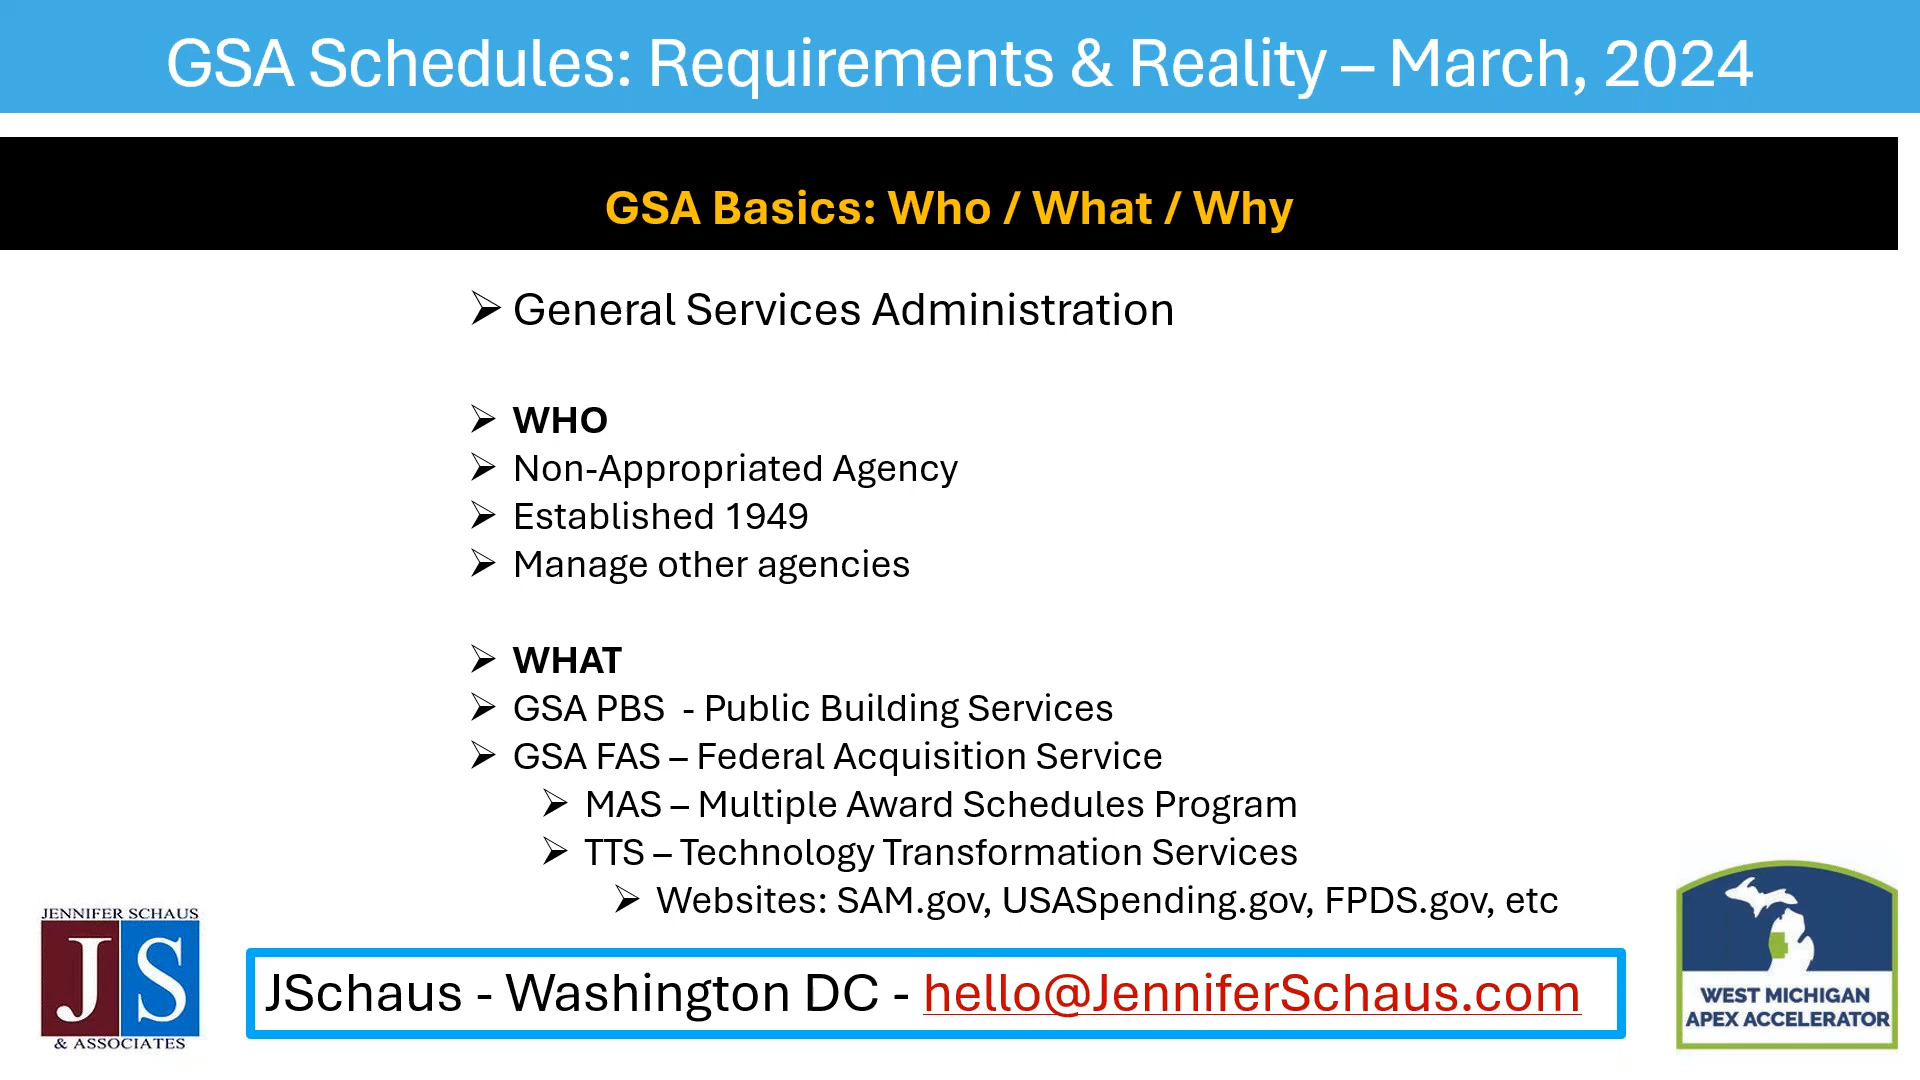 GSA Schedules: Requirements & Reality – March, 2024
GSA Basics: Who / What / Why
General Services Administration
WHO
Non-Appropriated Agency
Established 1949
Manage other agencies
WHAT
GSA PBS - Public Building Services
GSA FAS – Federal Acquisition Service
MAS – Multiple Award Schedules Program
TTS – Technology Transformation Services
Websites: SAM.gov, USASpending.gov, FPDS.gov, etc
JENNIFER SCHAUS
JS
& ASSOCIATES
JSchaus - Washington DC - hello@JenniferSchaus.com
WEST MICHIGAN
APEX ACCELERATOR